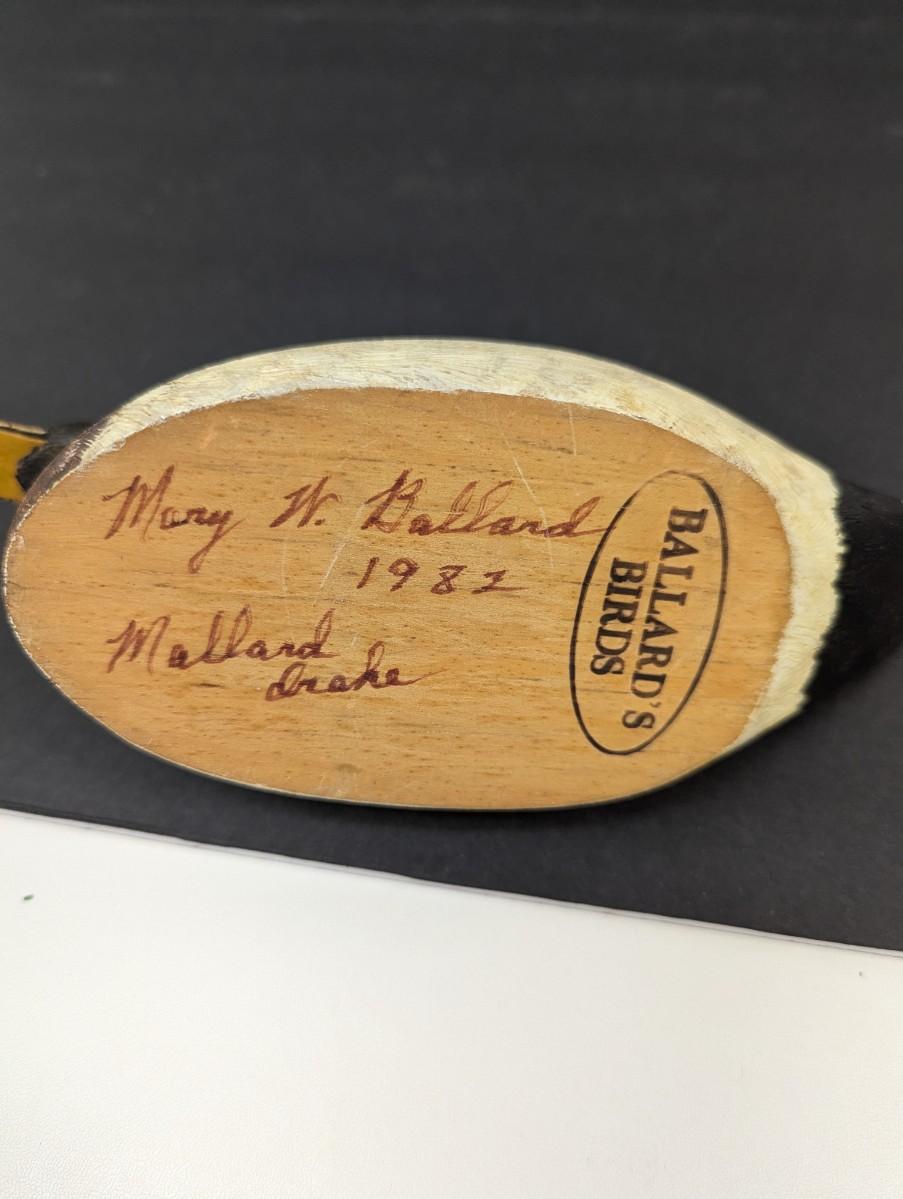 Mary W. Ballard
1982
Mallard
drake
BALLARD'S
BIRDS